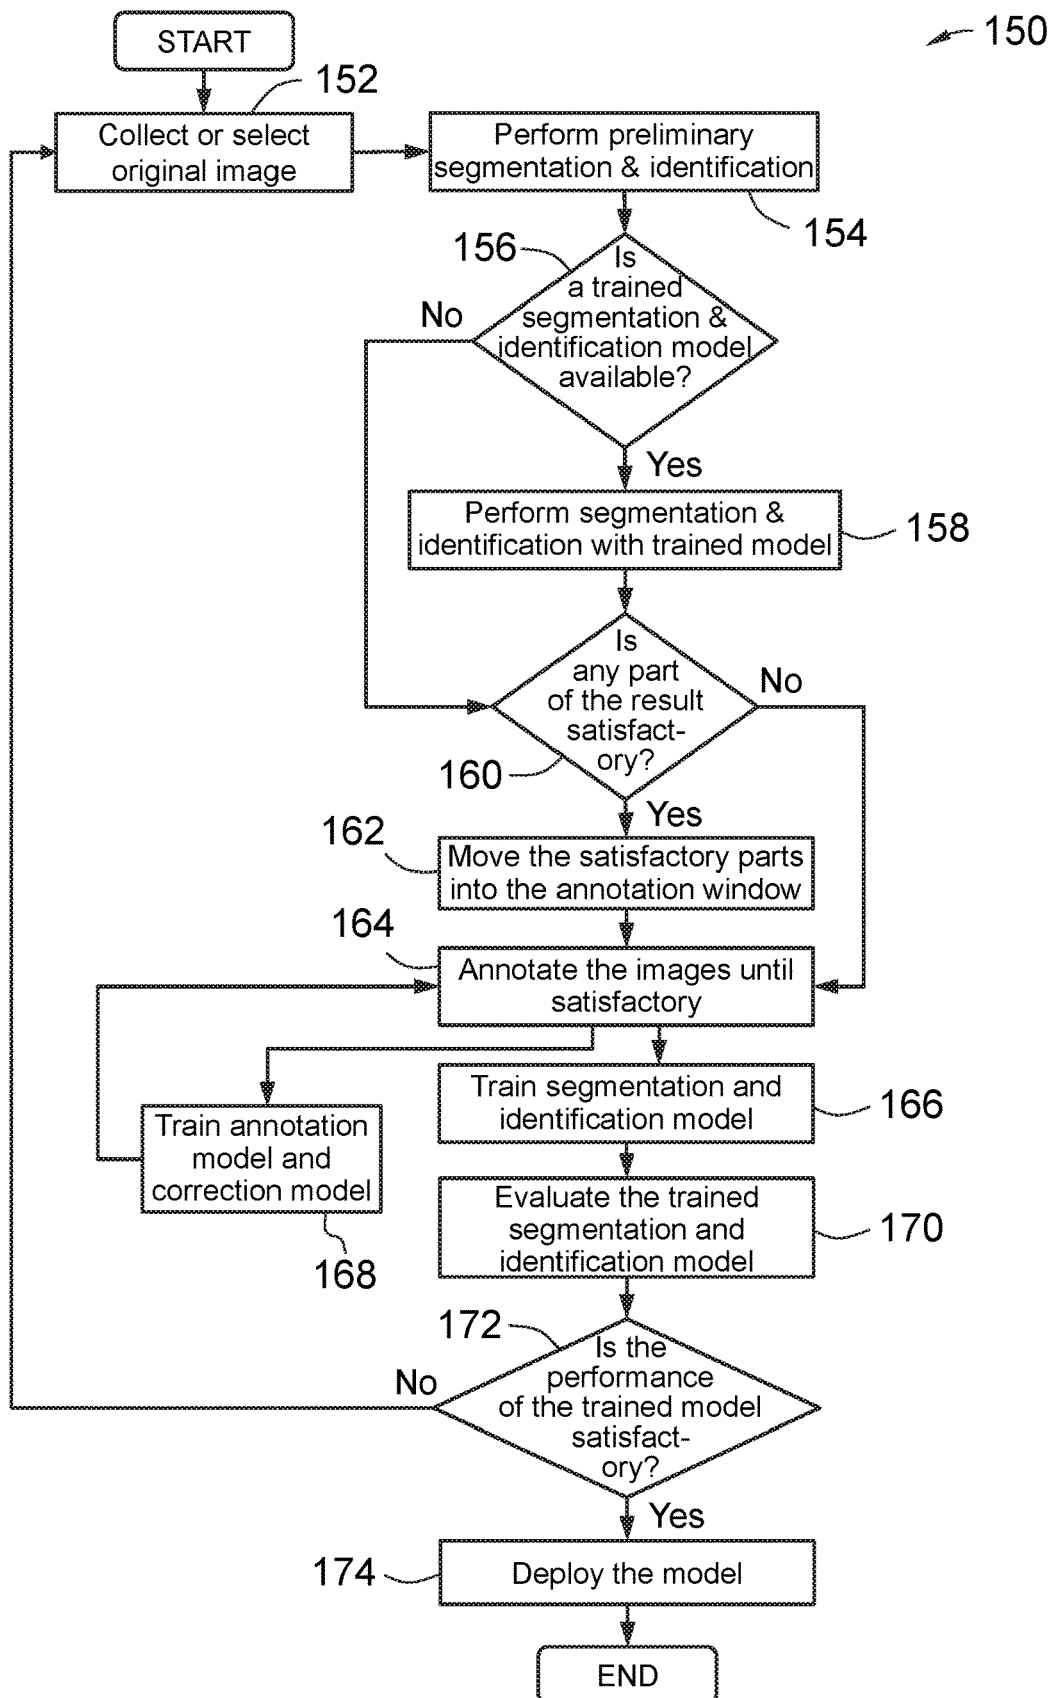 START
150
152
Collect or select
original image
Perform preliminary
segmentation & identification
154
156
Is
a trained
segmentation &
identification model
available?
No
Yes
Perform segmentation &
identification with trained model
158
Is
any part
of the result
satisfact-
ory?
No
160
Yes
162
Move the satisfactory parts
into the annotation window
164
Annotate the images until
satisfactory
Train segmentation and
identification model
166
Train annotation
model and
correction model
168
Evaluate the trained
segmentation and
identification model
170
172
Is the
performance
of the trained model
satisfact-
ory?
No
Yes
174
Deploy the model
END